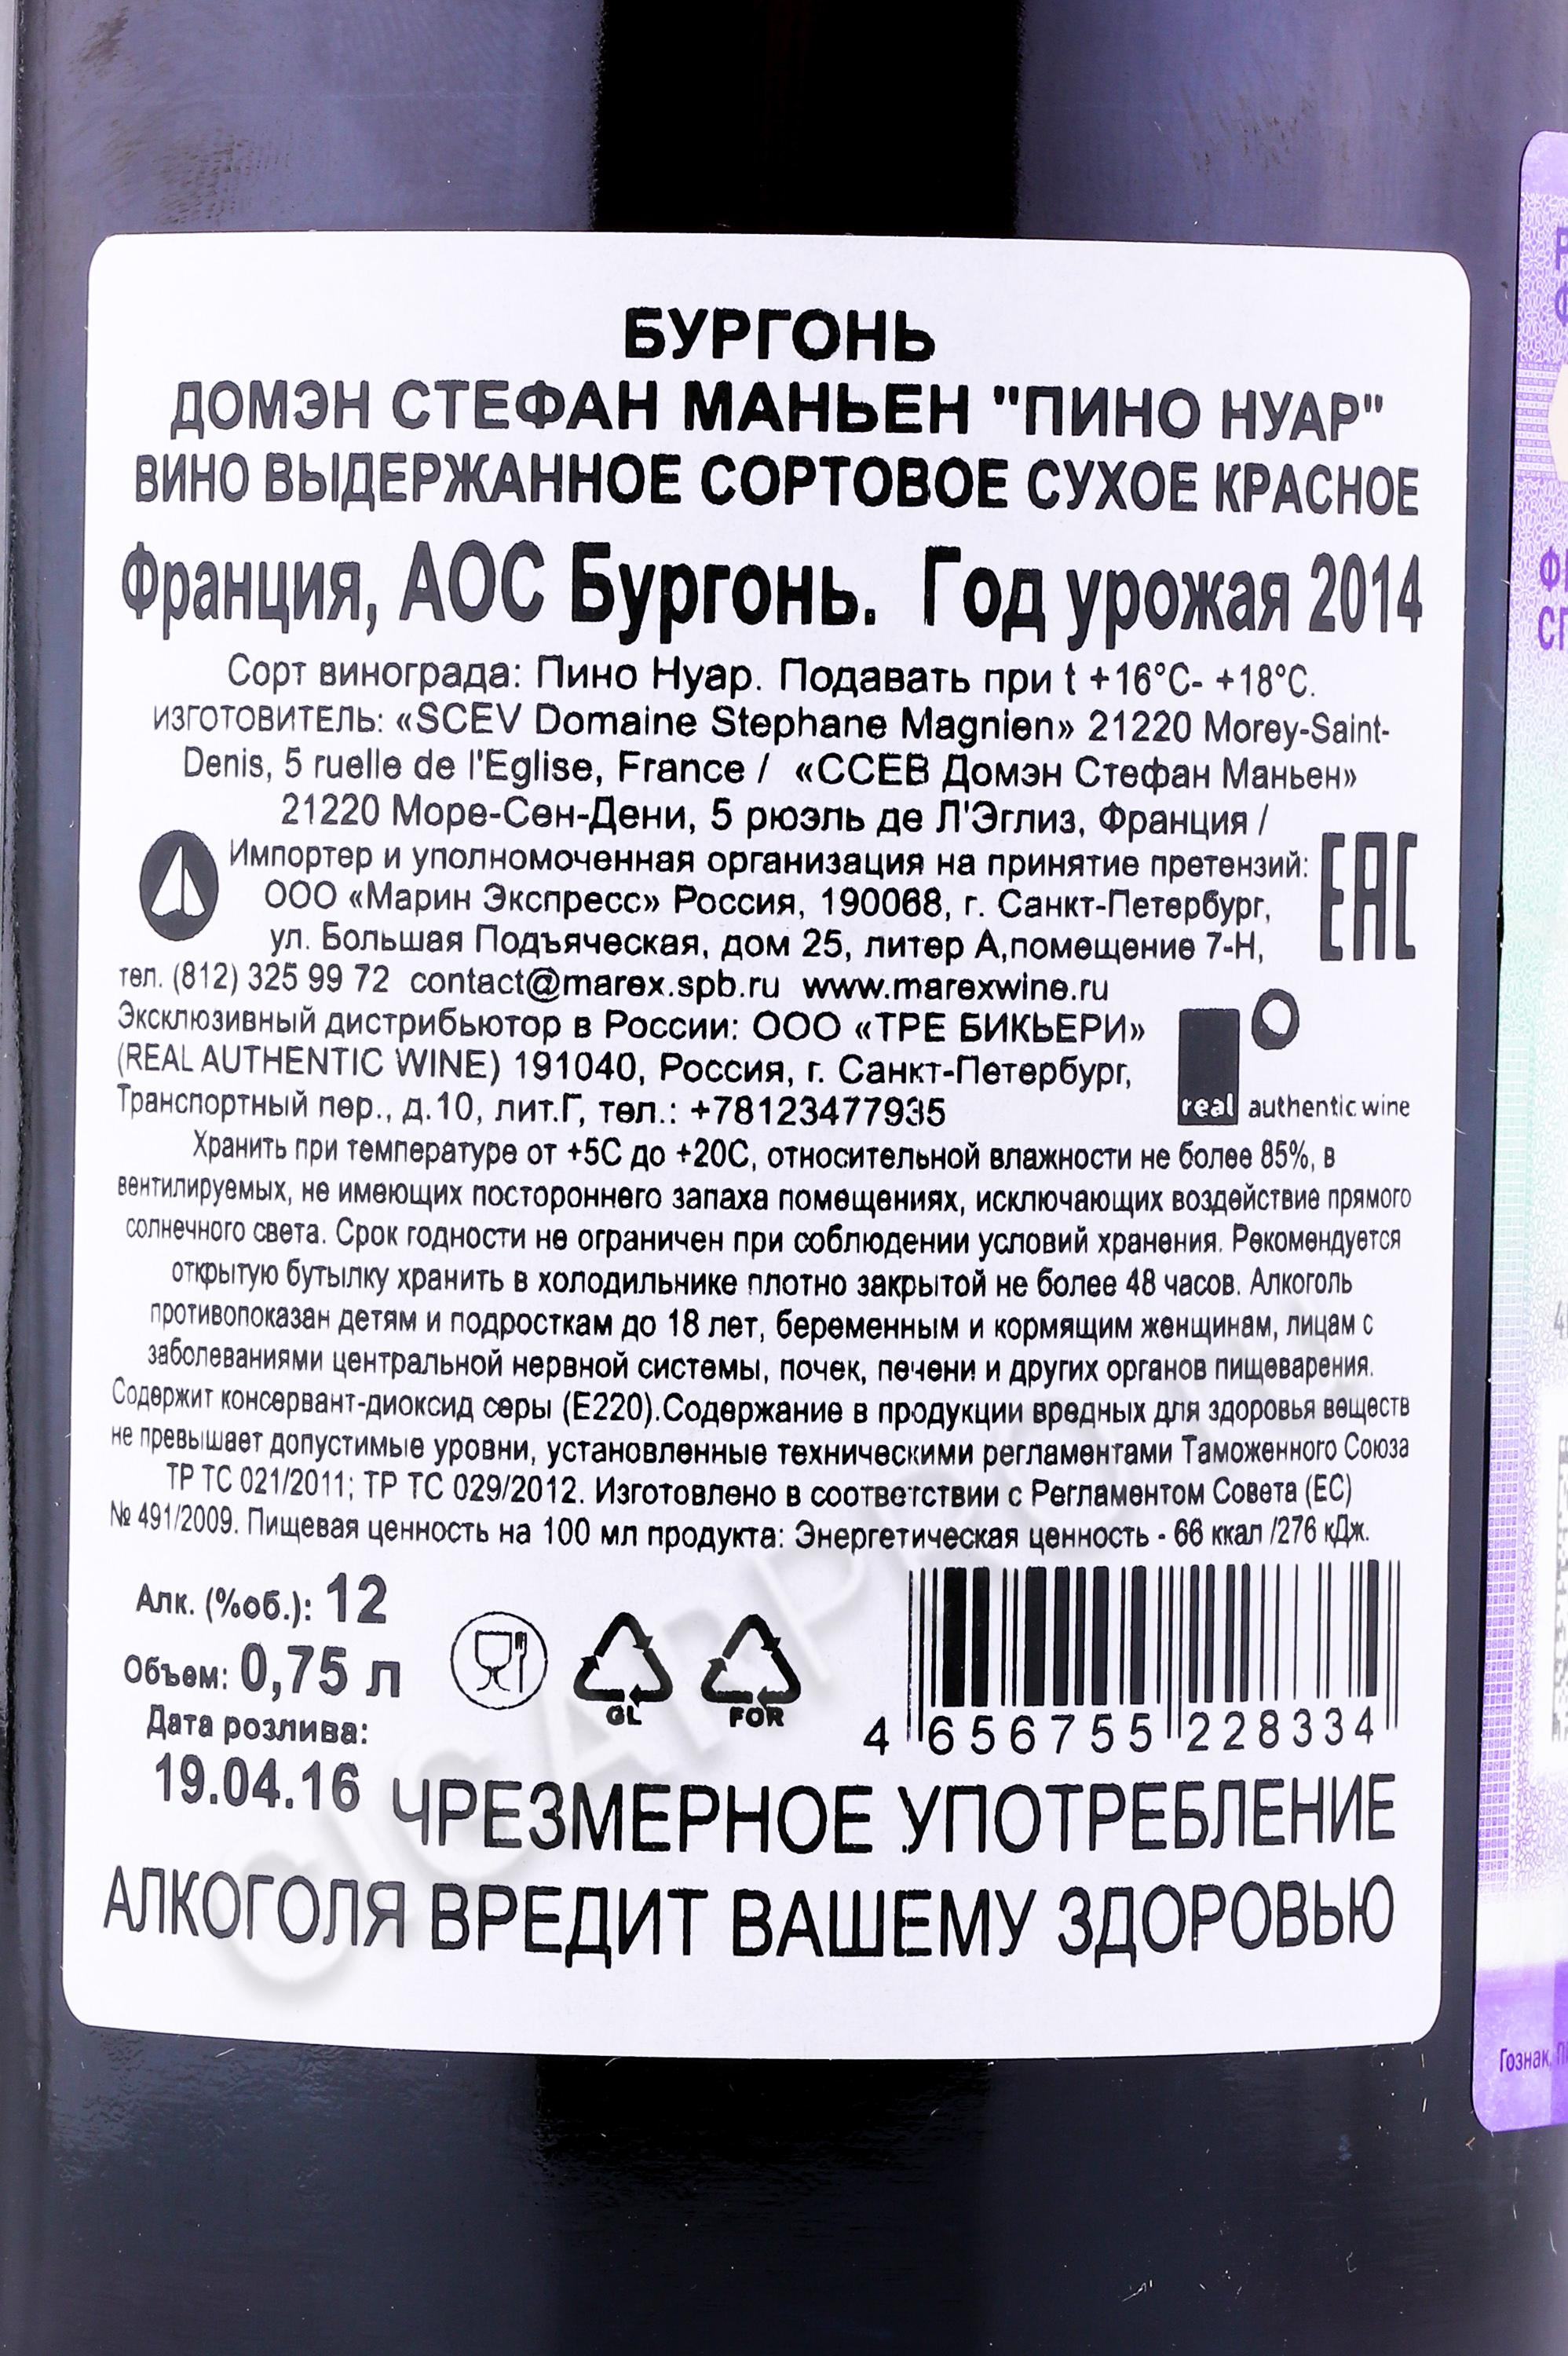 БУРГОНЬ
ДОМЭН СТЕФАН МАНЬЕН "ПИНО НУАР"
ВИНО ВЫДЕРЖАННОЕ СОРТОВОЕ СУХОЕ КРАСНОЕ
Франция, АОС Бургонь. Год урожая 2014
Сорт винограда: Пино Нуар. Подавать при t +16°C- +18°C.
ИЗГОТОВИТЕЛЬ: «SCEV Domaine Stephane Magnien» 21220 Morey-Saint-
Denis, 5 ruelle de l'Eglise, France / «ССЕВ Домэн Стефан Маньен»
21220 Море-Сен-Дени, 5 рюэль де Л'Эглиз, Франция /
Импортер и уполномоченная организация на принятие претензий:
ООО «Марин Экспресс» Россия, 190068, г. Санкт-Петербург,
ул. Большая Подъяческая, дом 25, литер А,помещение 7-Н,
тел. (812) 325 99 72 contact@marex.spb.ru www.marexwine.ru
EAC
Эксклюзивный дистрибьютор в России: ООО «ТРЕ БИКЬЕРИ»
(REAL AUTHENTIC WINE) 191040, Россия, г. Санкт-Петербург,
Транспортный пер., д.10, лит.Г, тел.: +78123477935
real authentic wine
Хранить при температуре от +5С до +20С, относительной влажности не более 85%, в
вентилируемых, не имеющих постороннего запаха помещениях, исключающих воздействие прямого
солнечного света. Срок годности не ограничен при соблюдении условий хранения. Рекомендуется
открытую бутылку хранить в холодильнике плотно закрытой не более 48 часов. Алкоголь
противопоказан детям и подросткам до 18 лет, беременным и кормящим женщинам, лицам с
заболеваниями центральной нервной системы, почек, печени и других органов пищеварения.
Содержит консервант-диоксид серы (Е220).Содержание в продукции вредных для здоровья веществ
не превышает допустимые уровни, установленные техническими регламентами Таможенного Союза
ТР ТС 021/2011; ТР ТС 029/2012. Изготовлено в соответствии с Регламентом Совета (ЕС)
№ 491/2009. Пищевая ценность на 100 мл продукта: Энергетическая ценность - 66 ккал /276 кДж.
Алк. (%об.): 12
Объем: 0,75 л
Дата розлива:
19.04.16
GL
FOR
4 656755 228334
ЧРЕЗМЕРНОЕ УПОТРЕБЛЕНИЕ
АЛКОГОЛЯ ВРЕДИТ ВАШЕМУ ЗДОРОВЬЮ
CIGARPRO.RU
Гознак